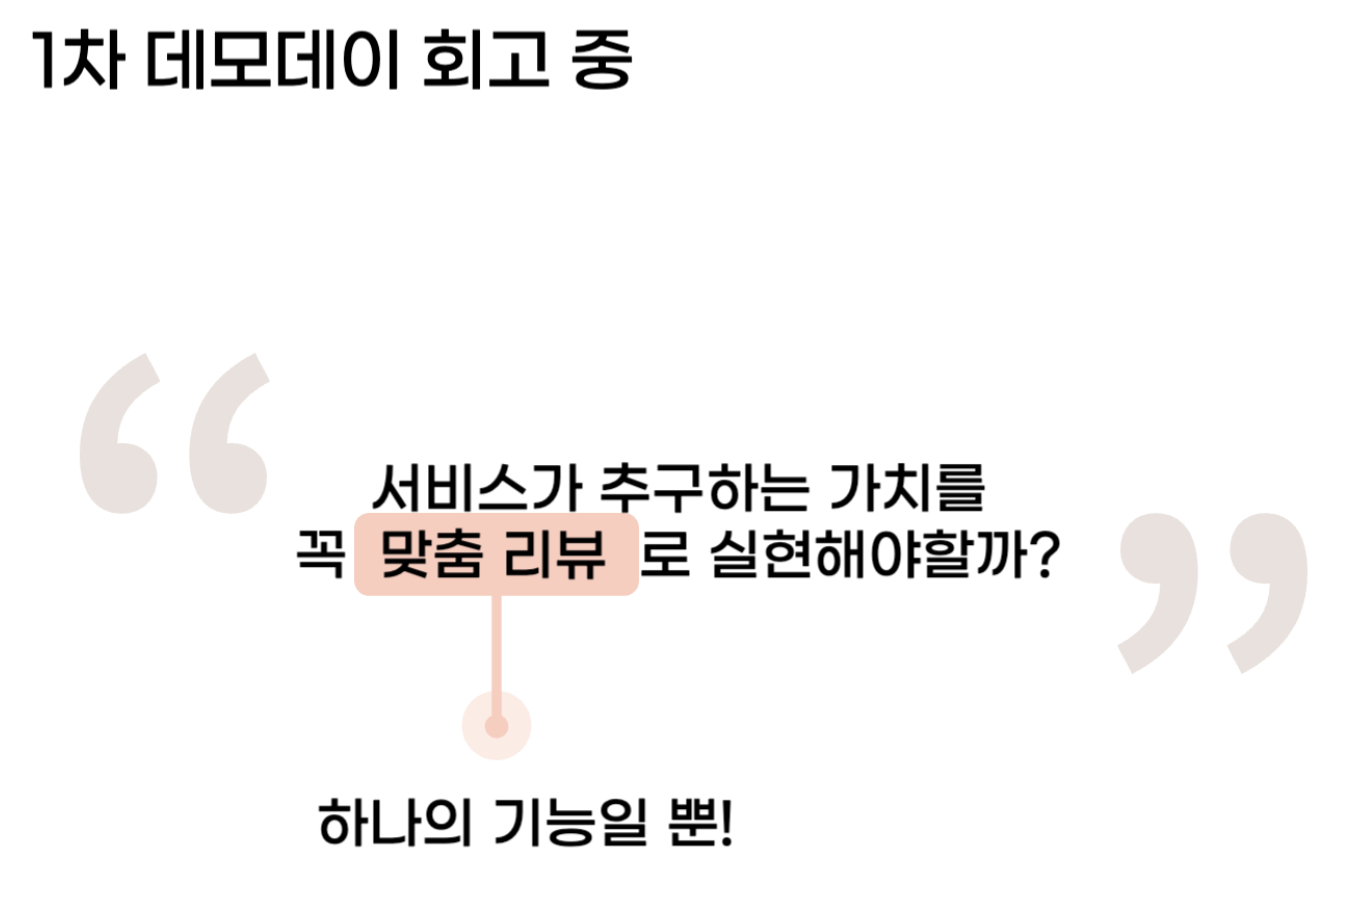 1차 데모데이 회고 중
“
서비스가 추구하는 가치를
꼭 맞춤 리뷰 로 실현해야할까?
”
하나의 기능일 뿐!